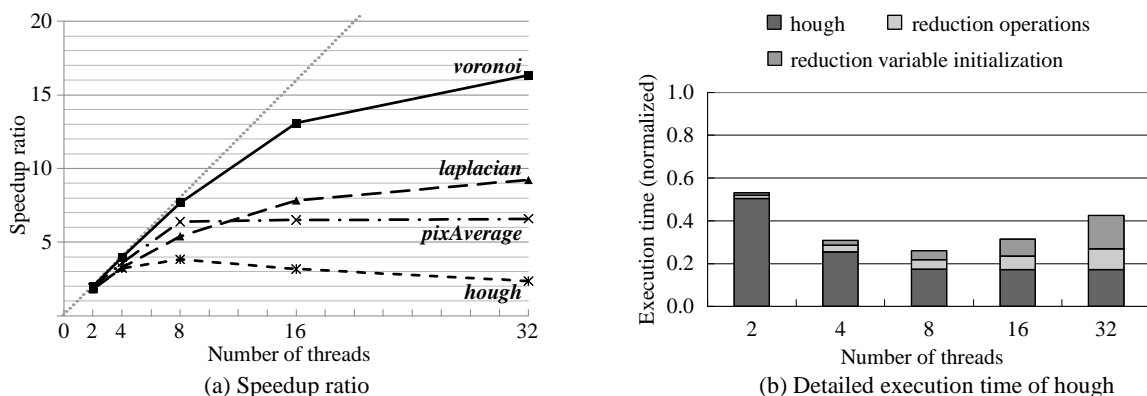 20
15
10
5
0
2
4
8
16
32
Speedup ratio
voronoi
laplacian
pixAverage
hough
Number of threads
(a) Speedup ratio
hough
reduction operations
reduction variable initialization
1.0
0.8
0.6
0.4
0.2
0.0
Execution time (normalized)
2
4
8
16
32
Number of threads
(b) Detailed execution time of hough